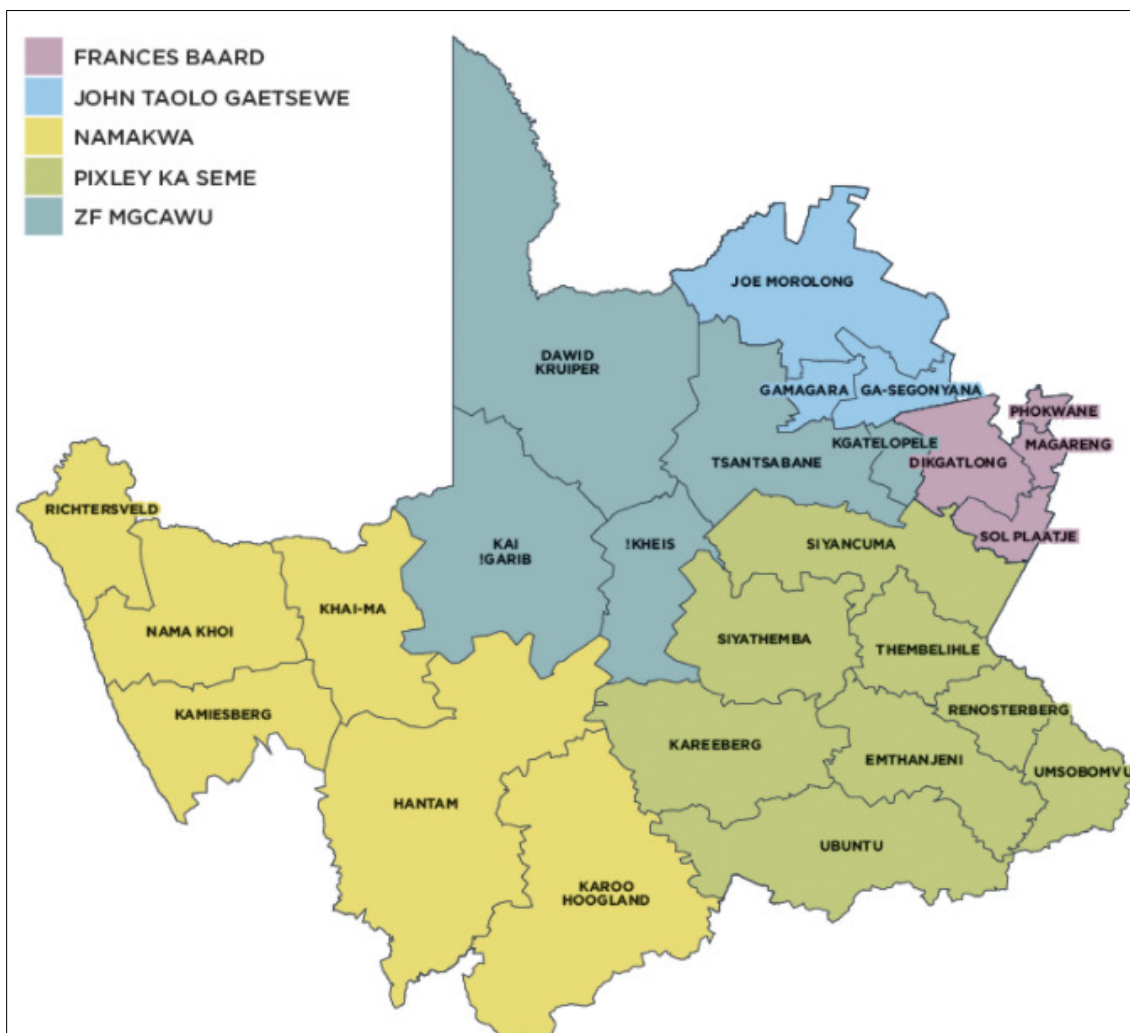 FRANCES BAARD
JOHN TAOLO GAETSEWE
NAMAKWA
PIXLEY KA SEME
ZF MGCAWU
JOE MOROLONG
DAWID
KRUIPER
GAMAGARA
GA-SEGONYANA
PHOKWANE
KGATELOPELE
MAGARENG
TSANTSABANE
DIKGATLONG
RICHTERSVELD
KAI
!GARIB
!KHEIS
SIYANCUMA
SOL PLAATJE
KHAI-MA
NAMA KHOI
SIYATHEMBA
THEMBELIHLE
KAMIESBERG
RENOSTERBERG
KAREEBERG
EMTHANJENI
UMSOBOMVU
HANTAM
UBUNTU
KAROO
HOOGLAND